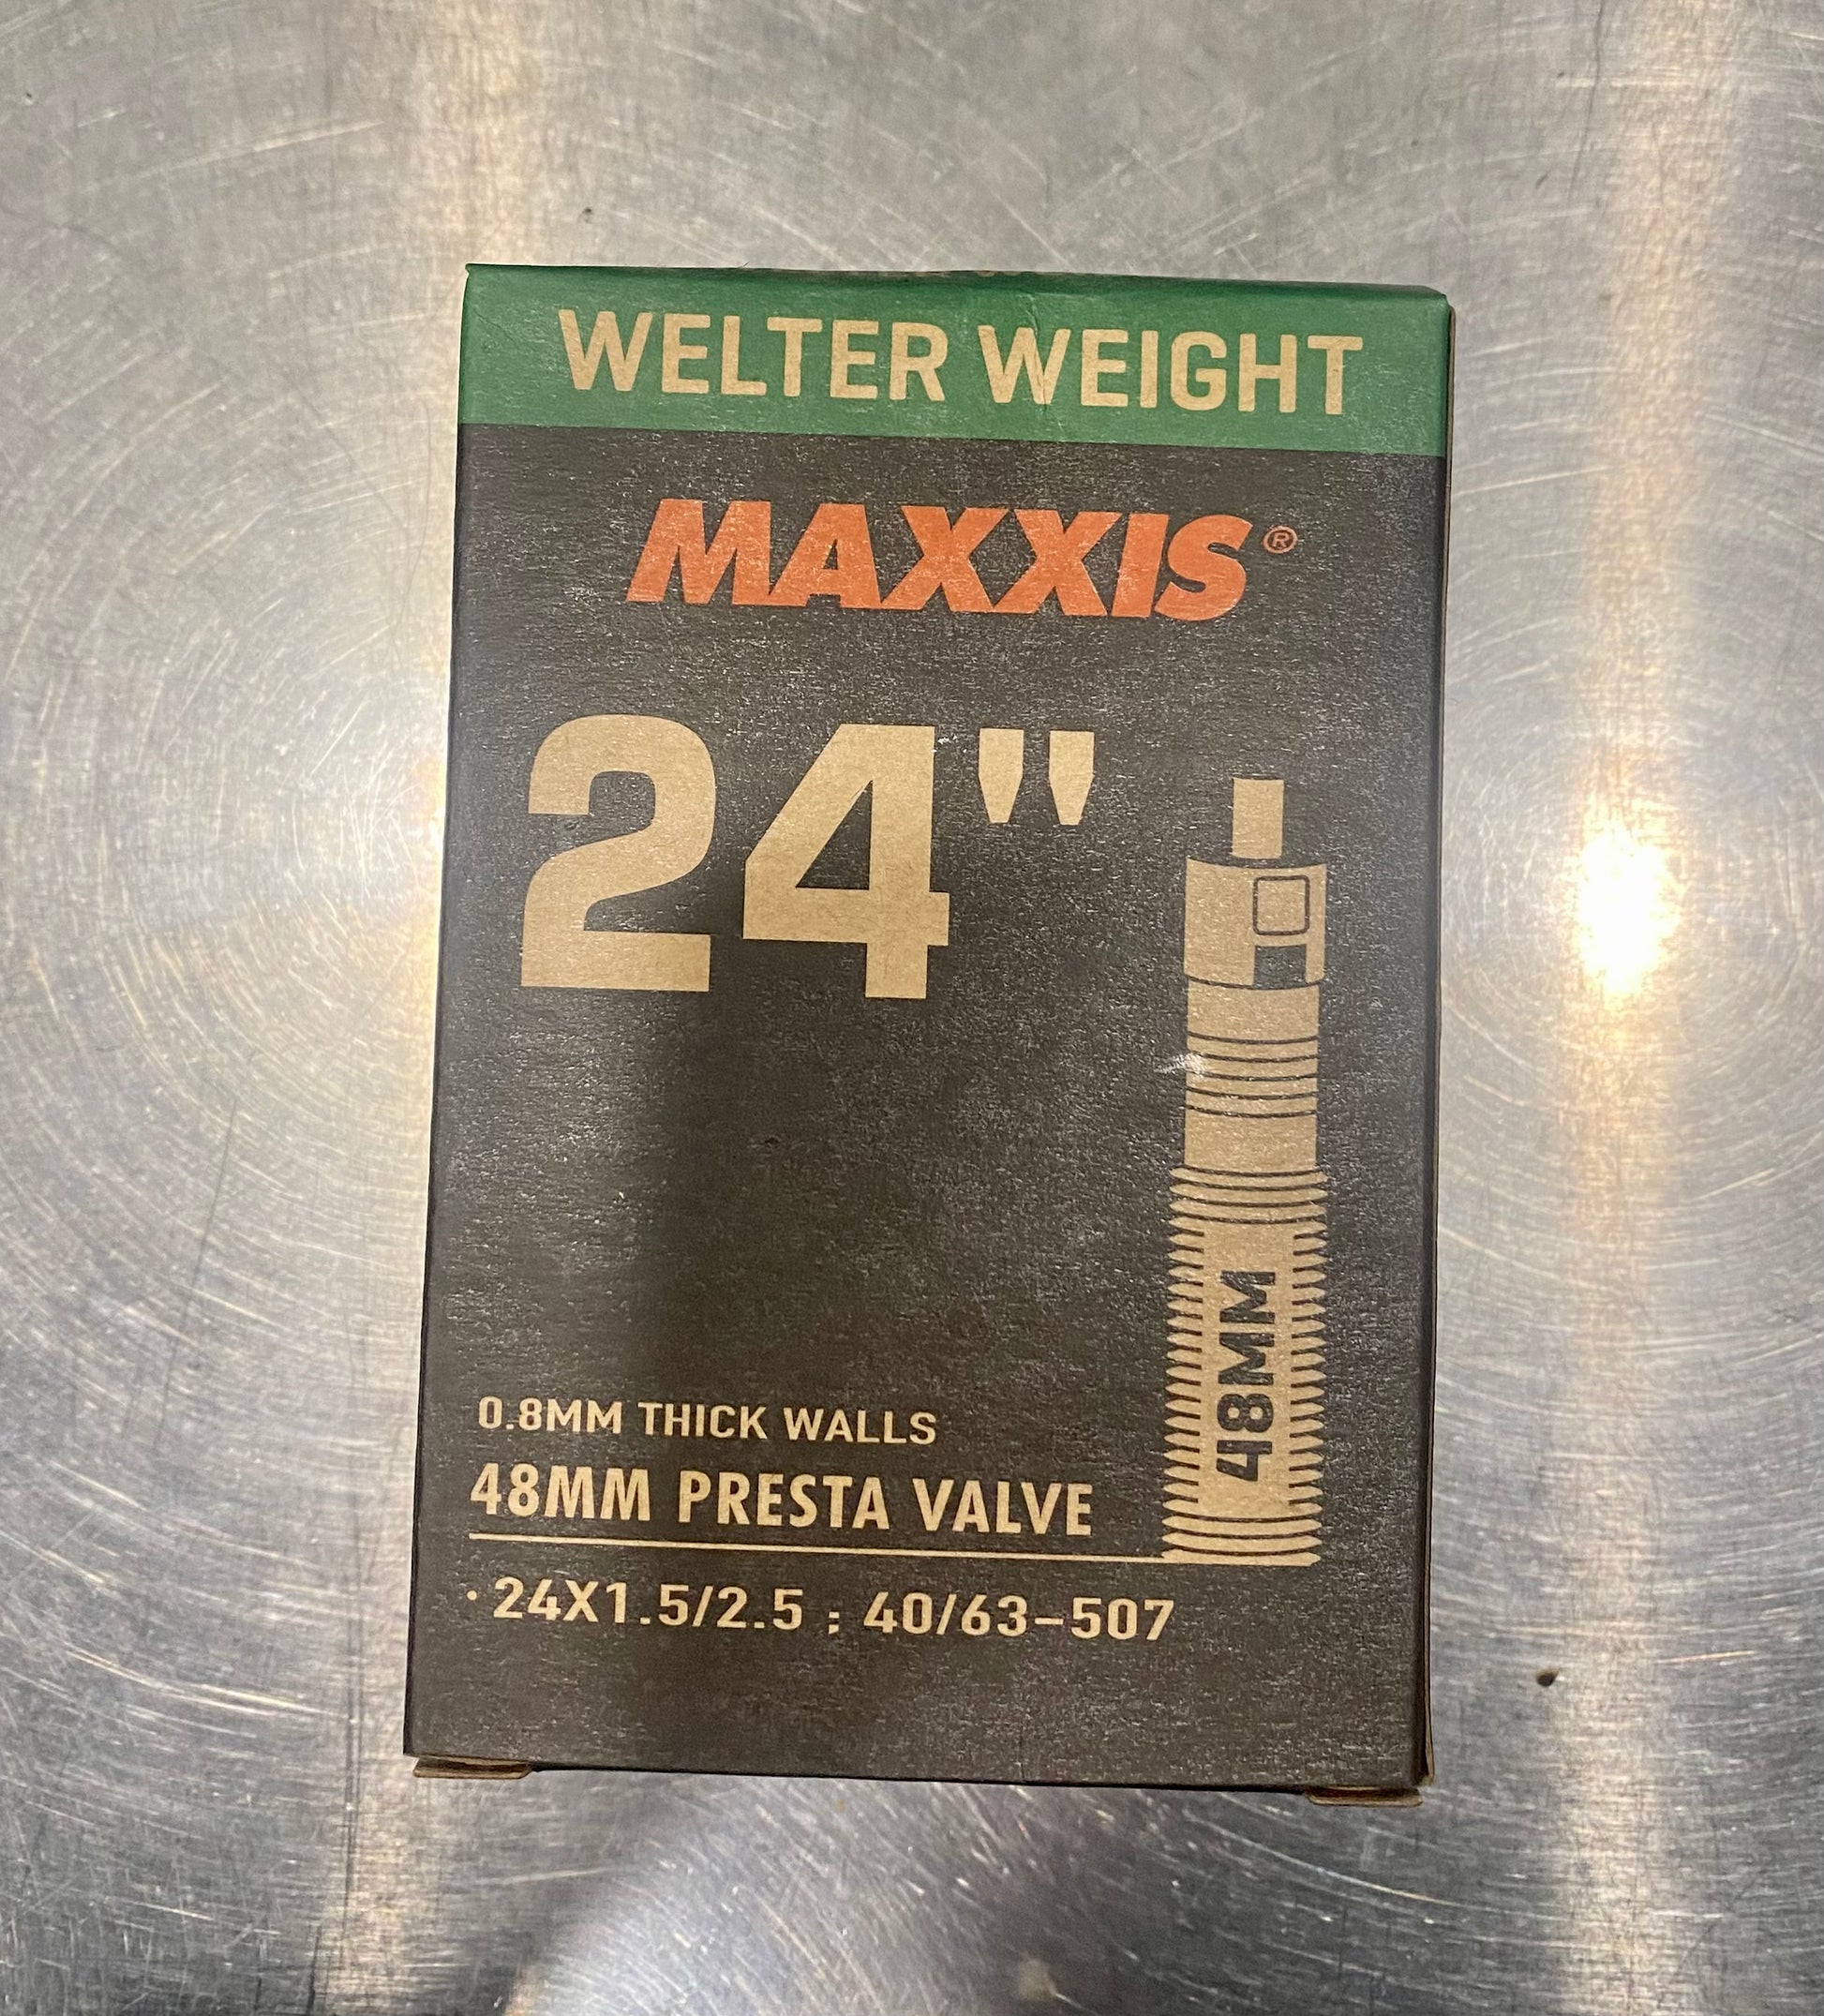 WELTER WEIGHT
MAXXIS®
24"
48MM
0.8MM THICK WALLS
48MM PRESTA VALVE
·24X1.5/2.5 ; 40/63-507